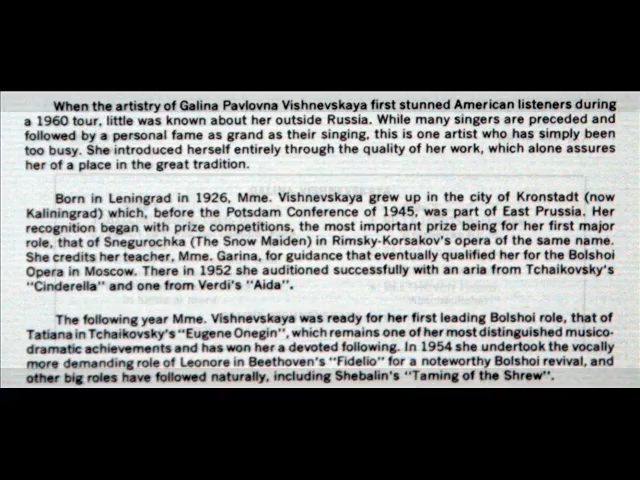 When the artistry of Galina Pavlovna Vishnevskaya first stunned American listeners during
a 1960 tour, little was known about her outside Russia. While many singers are preceded and
followed by a personal fame as grand as their singing, this is one artist who has simply been
too busy. She introduced herself entirely through the quality of her work, which alone assures
her of a place in the great tradition.
Born in Leningrad in 1926, Mme. Vishnevskaya grew up in the city of Kronstadt (now
Kaliningrad) which, before the Potsdam Conference of 1945, was part of East Prussia. Her
recognition began with prize competitions, the most important prize being for her first major
role, that of Snegurochka (The Snow Maiden) in Rimsky-Korsakov's opera of the same name.
She credits her teacher, Mme. Garina, for guidance that eventually qualified her for the Bolshoi
Opera in Moscow. There in 1952 she auditioned successfully with an aria from Tchaikovsky's
"Cinderella" and one from Verdi's "Aida".
The following year Mme. Vishnevskaya was ready for her first leading Bolshoi role, that of
Tatiana in Tchaikovsky's "Eugene Onegin", which remains one of her most distinguished musico-
dramatic achievements and has won her a devoted following. In 1954 she undertook the vocally
more demanding role of Leonore in Beethoven's "Fidelio" for a noteworthy Bolshoi revival, and
other big roles have followed naturally, including Shebalin's "Taming of the Shrew".